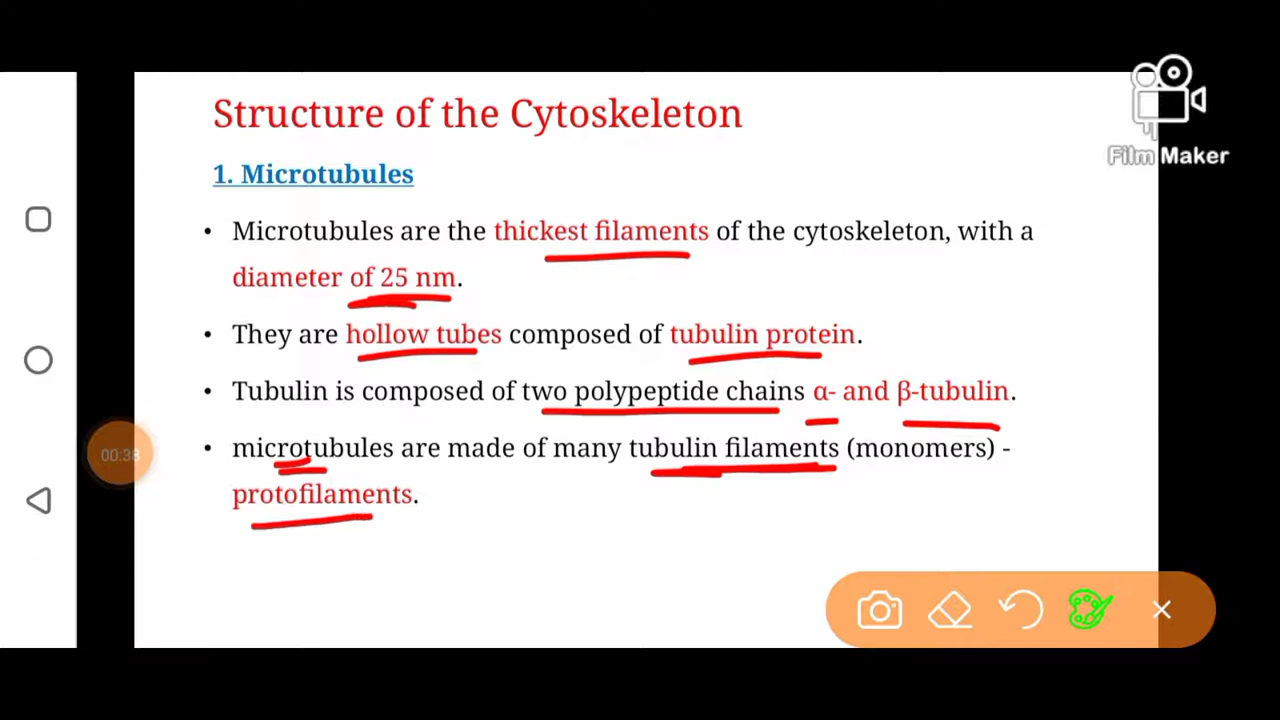 Structure of the Cytoskeleton
Film Maker
1. Microtubules
• Microtubules are the thickest filaments of the cytoskeleton, with a
diameter of 25 nm.
• They are hollow tubes composed of tubulin protein.
• Tubulin is composed of two polypeptide chains α- and β-tubulin.
• microtubules are made of many tubulin filaments (monomers) -
protofilaments.
00:38